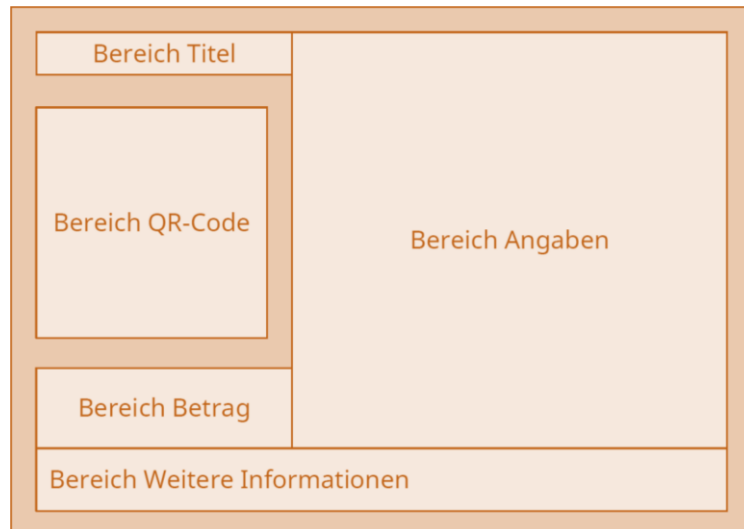 Bereich Titel
Bereich QR-Code
Bereich Angaben
Bereich Betrag
Bereich Weitere Informationen